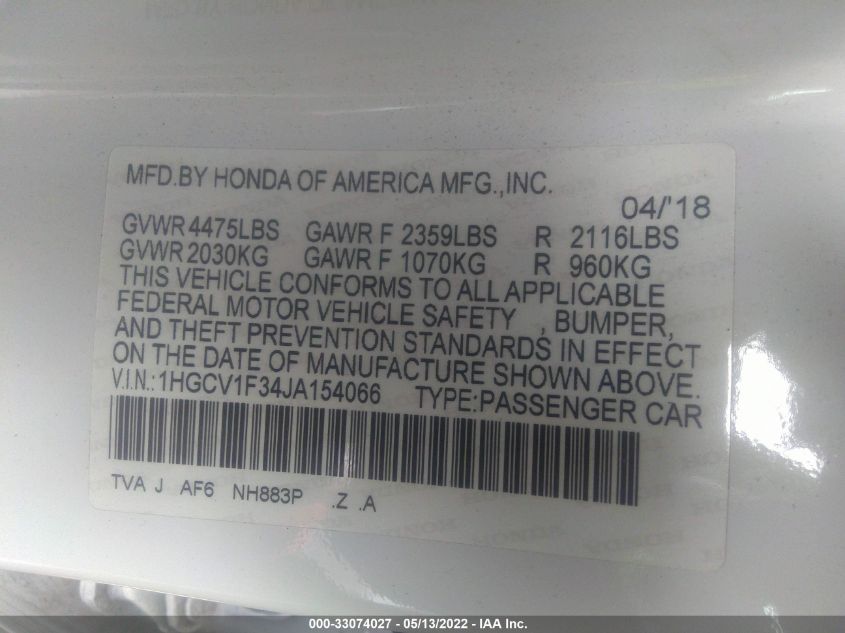 MFD.BY HONDA OF AMERICA MFG.,INC.
04/'18
GVWR 4475LBS GAWR F 2359LBS R 2116LBS
GVWR 2030KG GAWR F 1070KG R 960KG
THIS VEHICLE CONFORMS TO ALL APPLICABLE
FEDERAL MOTOR VEHICLE SAFETY , BUMPER,
AND THEFT PREVENTION STANDARDS IN EFFECT
ON THE DATE OF MANUFACTURE SHOWN ABOVE.
V.I.N.:1HGCV1F34JA154066 TYPE:PASSENGER CAR
TVA J AF6 NH883P .Z .A
000-33074027 - 05/13/2022 - IAA Inc.